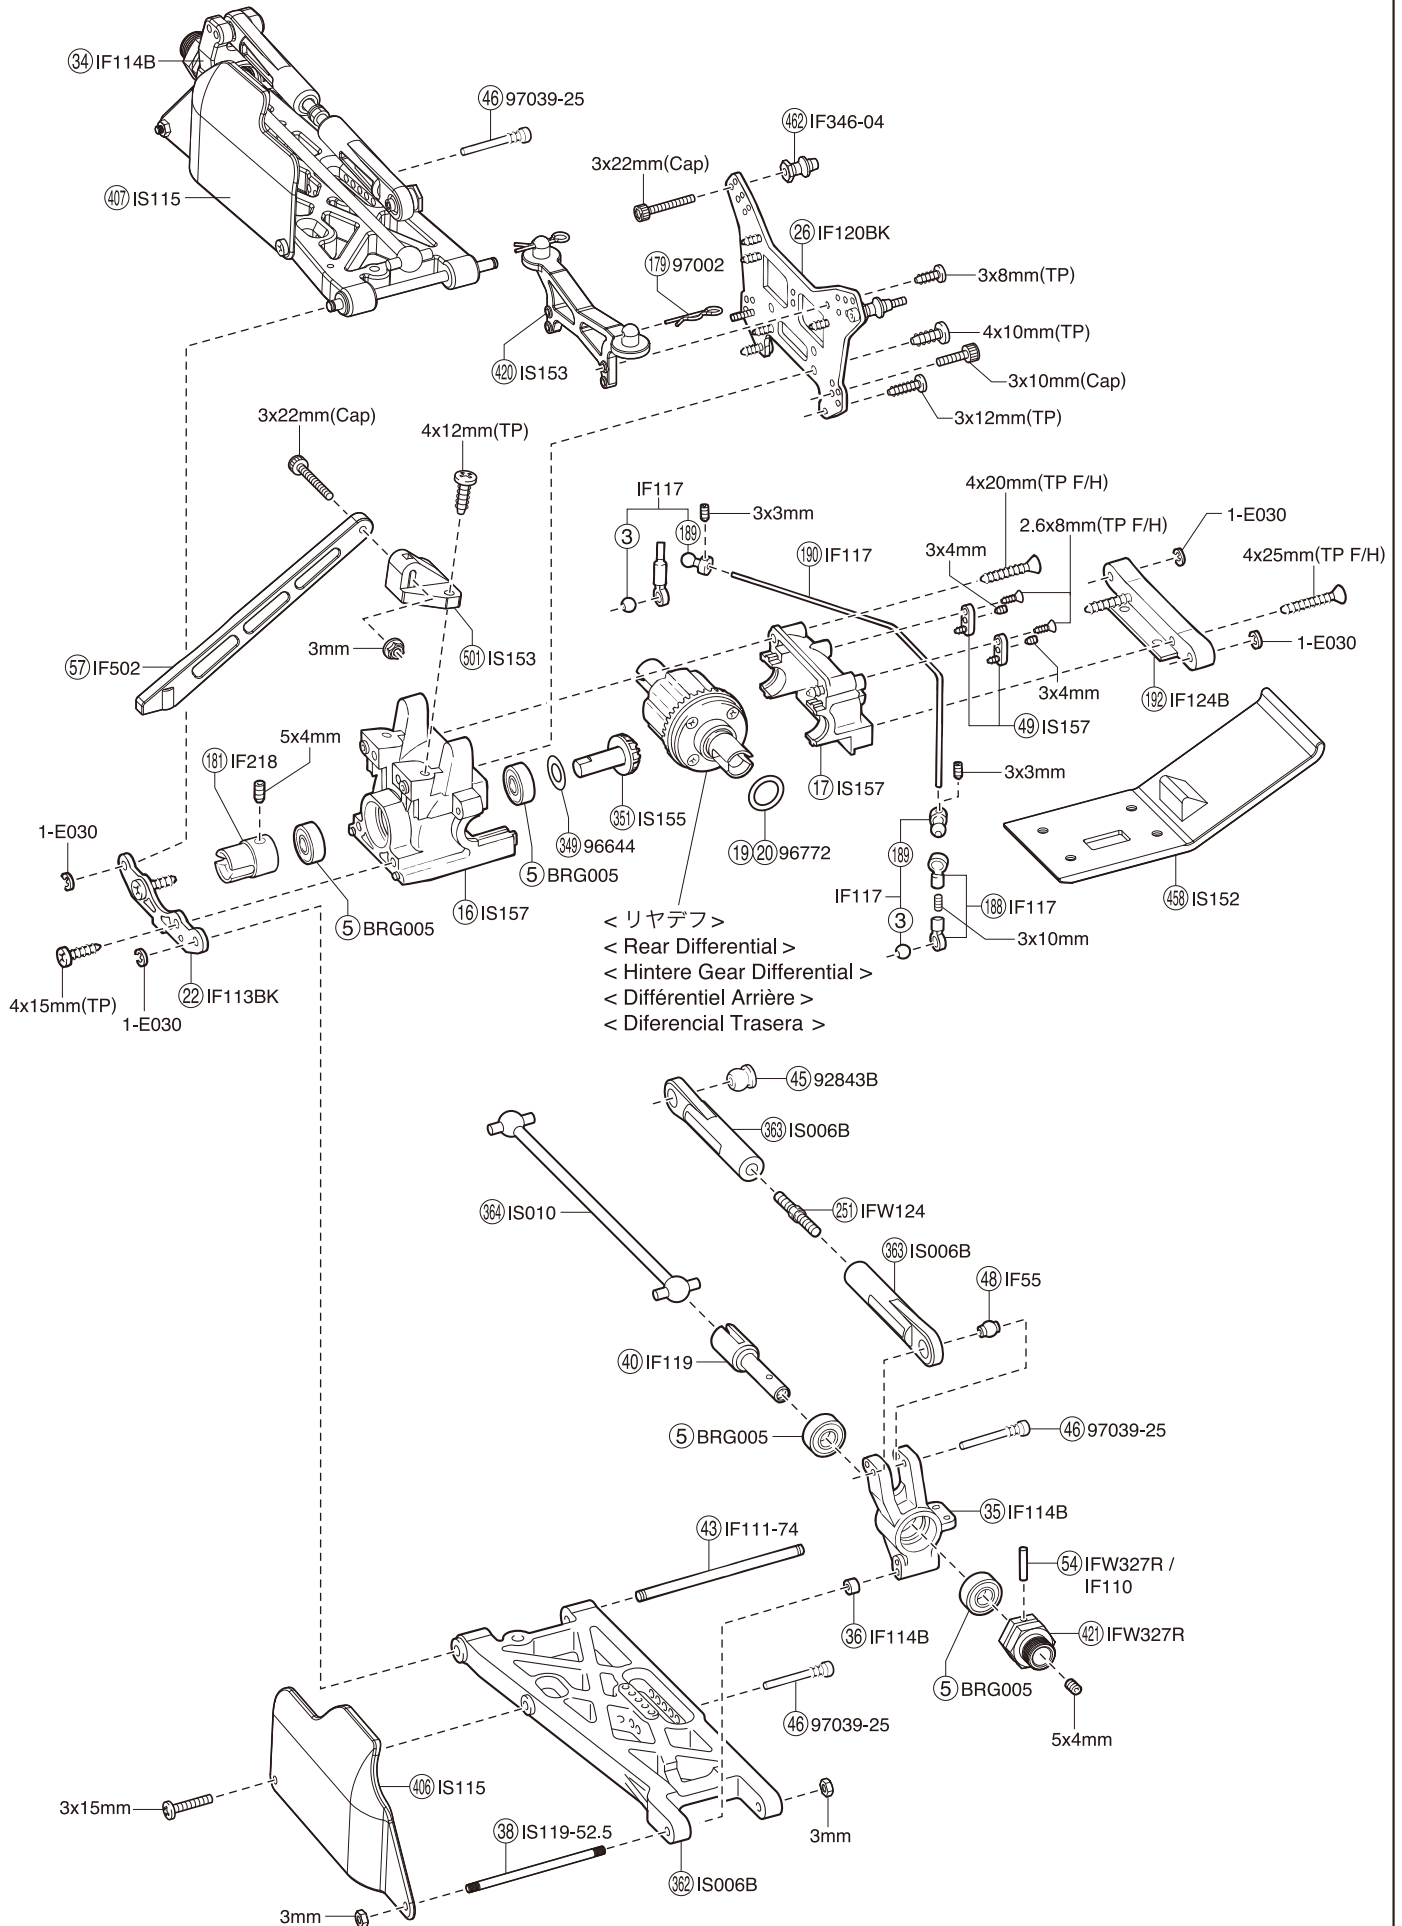 34 IF114B
46 97039-25
462 IF346-04
3x22mm(Cap)
407 IS115
26 IF120BK
179 97002
3x8mm(TP)
4x10mm(TP)
420 IS153
3x10mm(Cap)
3x12mm(TP)
3x22mm(Cap)
4x12mm(TP)
IF117
4x20mm(TP F/H)
3x3mm
2.6x8mm(TP F/H)
1-E030
3 189
190 IF117
3x4mm
4x25mm(TP F/H)
3mm
501 IS153
1-E030
57 IF502
3x4mm
192 IF124B
49 IS157
5x4mm
181 IF218
3x3mm
17 IS157
351 IS155
1-E030
349 96644
19 20 96772
189
5 BRG005
458 IS152
IF117
188 IF117
16 IS157
5 BRG005
3
3x10mm
< リヤデフ >
< Rear Differential >
< Hintere Gear Differential >
< Différentiel Arrière >
< Diferencial Trasera >
22 IF113BK
4x15mm(TP)
1-E030
45 92843B
363 IS006B
364 IS010
251 IFW124
363 IS006B
48 IF55
40 IF119
5 BRG005
46 97039-25
35 IF114B
43 IF111-74
54 IFW327R /
IF110
36 IF114B
421 IFW327R
5 BRG005
46 97039-25
5x4mm
406 IS115
3x15mm
3mm
38 IS119-52.5
362 IS006B
3mm